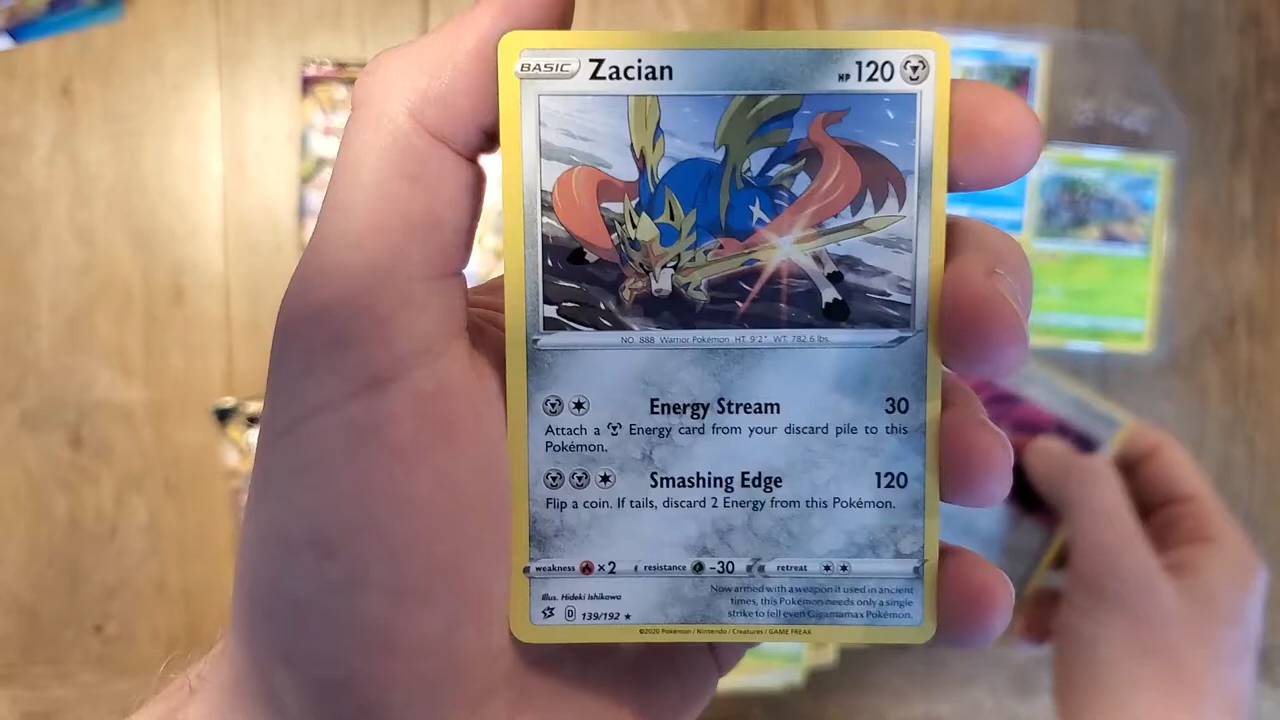 BASIC Zacian HP 120
NO. 888 Warrior Pokémon HT: 9'2" WT: 782.6 lbs.
Energy Stream 30
Attach a Energy card from your discard pile to this
Pokémon.
Smashing Edge 120
Flip a coin. If tails, discard 2 Energy from this Pokémon.
weakness ×2 resistance -30 retreat
Illus. Hideki Ishikawa
Now armed with a weapon it used in ancient
times, this Pokémon needs only a single
strike to fell even Gigantamax Pokémon.
D 139/192 ★
©2020 Pokémon / Nintendo / Creatures / GAME FREAK